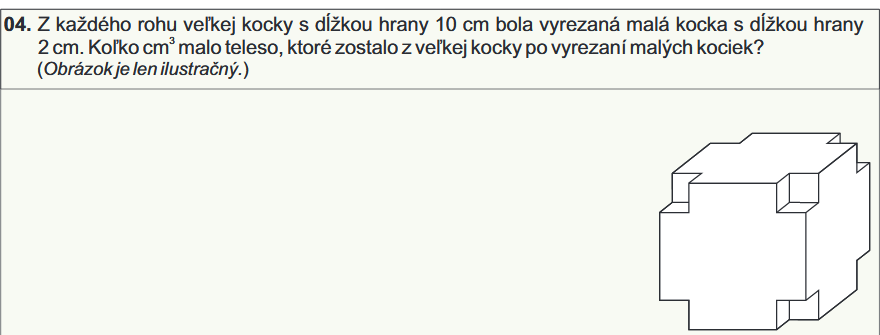 04. Z každého rohu veľkej kocky s dĺžkou hrany 10 cm bola vyrezaná malá kocka s dĺžkou hrany
2 cm. Koľko cm³ malo teleso, ktoré zostalo z veľkej kocky po vyrezaní malých kociek?
(Obrázok je len ilustračný.)